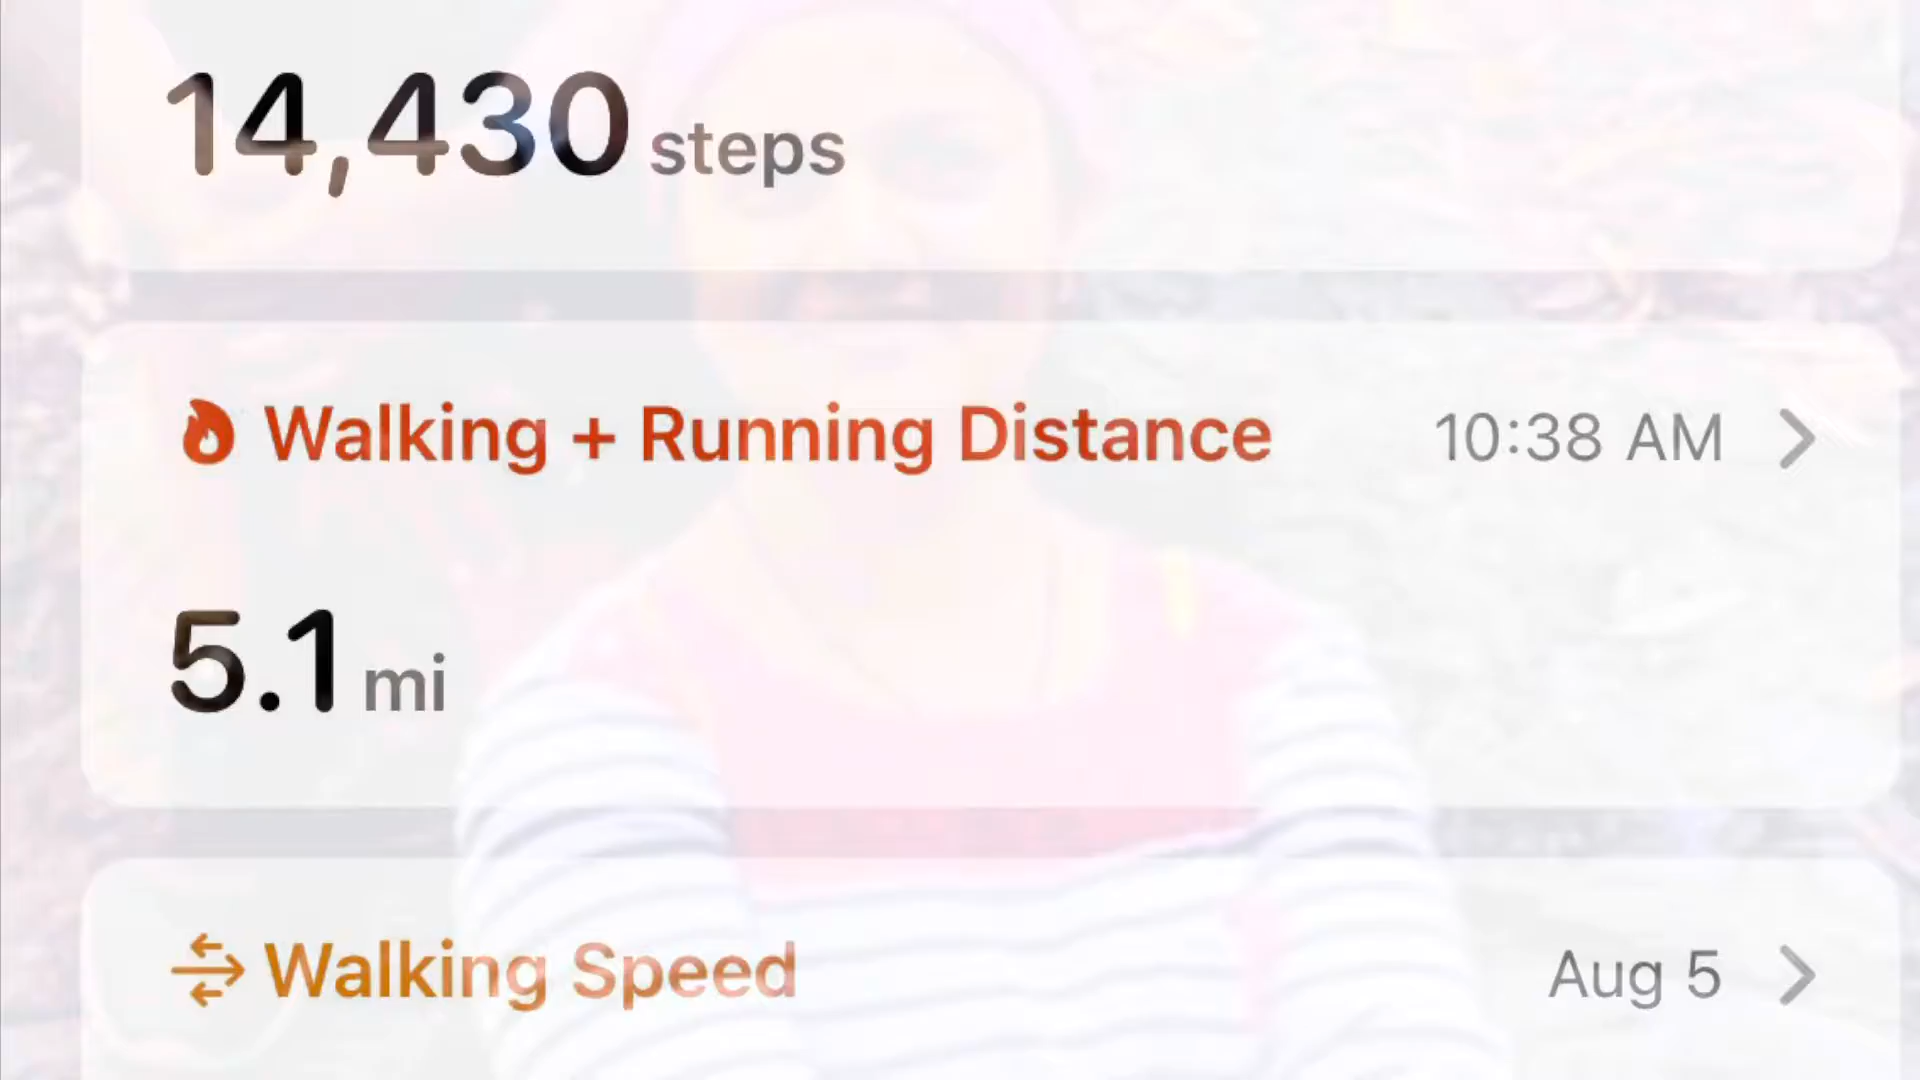 14,430 steps
Walking + Running Distance 10:38 AM
5.1 mi
Walking Speed Aug 5